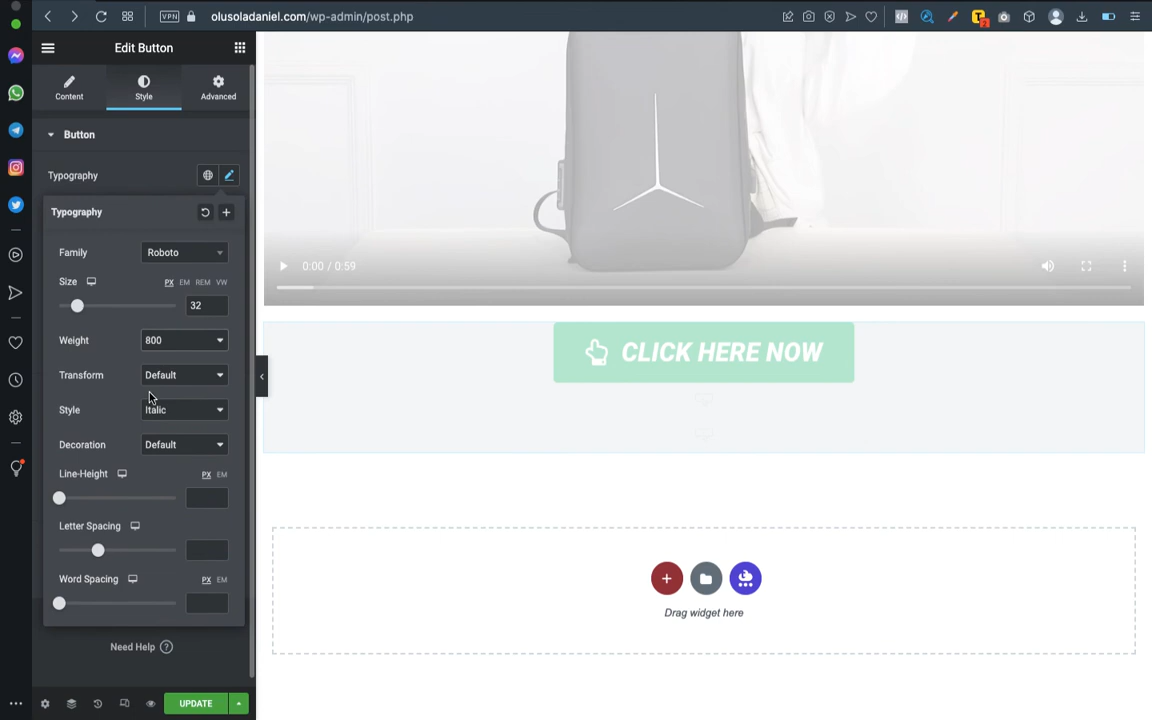 VPN
olusoladaniel.com/wp-admin/post.php
T
2
Edit Button
Content
Style
Advanced
Button
Typography
Typography
Family
Roboto
Size
PX EM REM VW
32
Weight
800
Transform
Default
Style
Italic
Decoration
Default
Line-Height
PX EM
Letter Spacing
Word Spacing
PX EM
Need Help ?
UPDATE
0:00 / 0:59
CLICK HERE NOW
Drag widget here